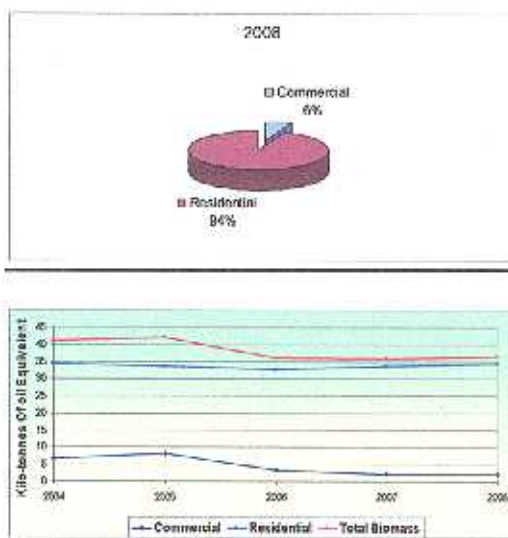 2008
Commercial
6%
Residential
94%
Kilo-tonnes Of oil Equivalent
45
40
35
30
25
20
15
10
5
0
2004 2005 2006 2007 2008
Commercial Residential Total Biomass